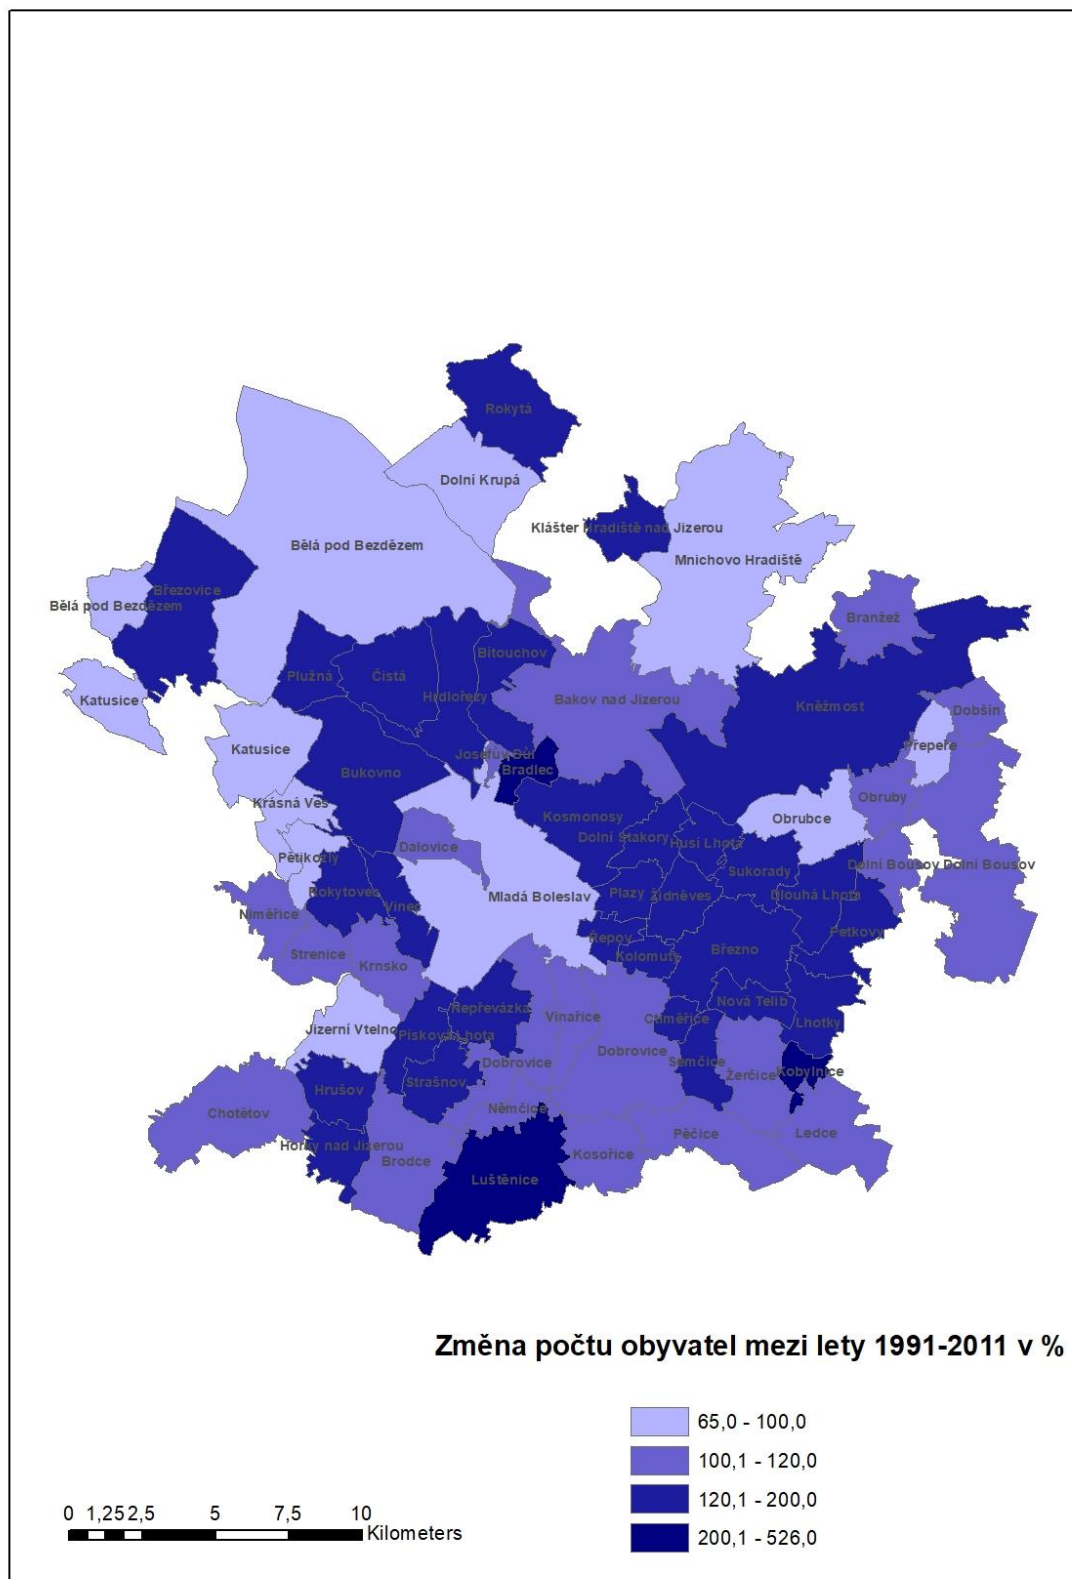 Rokytá
Dolní Krupá
Klášter Hradiště nad Jizerou
Bělá pod Bezdězem
Mnichovo Hradiště
Březovice
Bělá pod Bezdězem
Branžež
Bítouchov
Plužná
Čistá
Hrdlořezy
Katusice
Bakov nad Jizerou
Kněžmost
Dobšín
Katusice
Přepeře
Josefův Důl
Bukovno
Bradlec
Obruby
Krásná Ves
Kosmonosy
Obrubce
Dolní Stakory
Husí Lhota
Dalovice
Pětikozly
Dolní Bousov
Dolní Bousov
Sukorady
Rokytovec
Mladá Boleslav
Plazy
Židněves
Dlouhá Lhota
Vinec
Niměřice
Petkovy
Řepov
Strenice
Kolomuty
Březno
Krnsko
Nová Telib
Nepřevázka
Jizerní Vtelno
Písková Lhota
Vinařice
Ctiměřice
Lhotky
Dobrovice
Dobrovice
Semčice
Žerčice
Kobylnice
Strašnov
Hrušov
Chotětov
Němčice
Pěčice
Ledce
Horky nad Jizerou
Brodce
Kosořice
Luštěnice
Změna počtu obyvatel mezi lety 1991-2011 v %
65,0 - 100,0
100,1 - 120,0
120,1 - 200,0
200,1 - 526,0
0 1,25 2,5 5 7,5 10
Kilometers